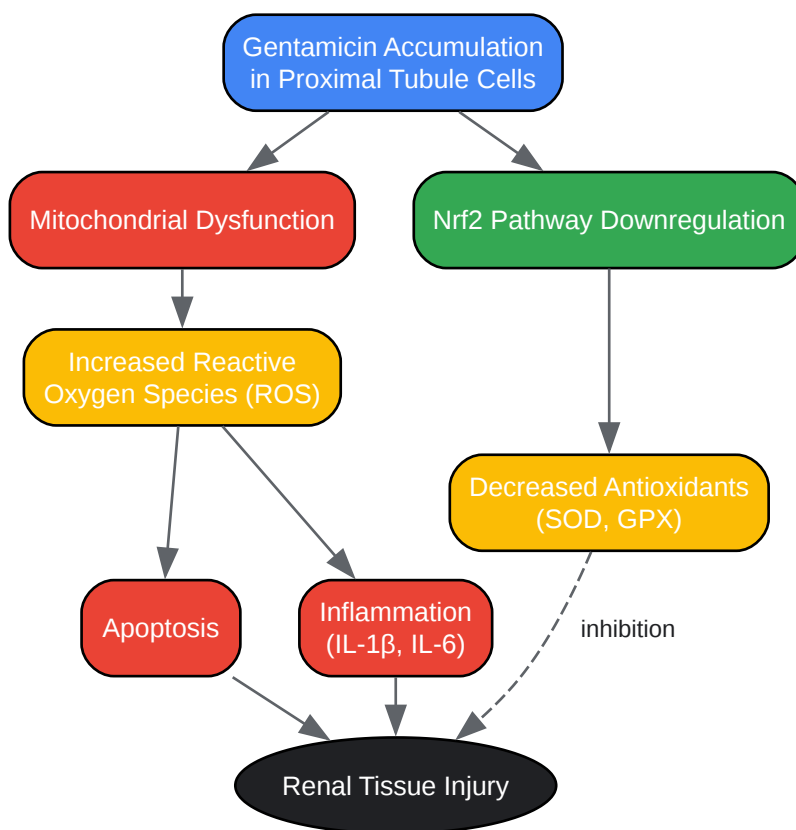 Gentamicin Accumulation
in Proximal Tubule Cells
Mitochondrial Dysfunction
Nrf2 Pathway Downregulation
Increased Reactive
Oxygen Species (ROS)
Decreased Antioxidants
(SOD, GPX)
Apoptosis
Inflammation
(IL-1β, IL-6)
inhibition
Renal Tissue Injury